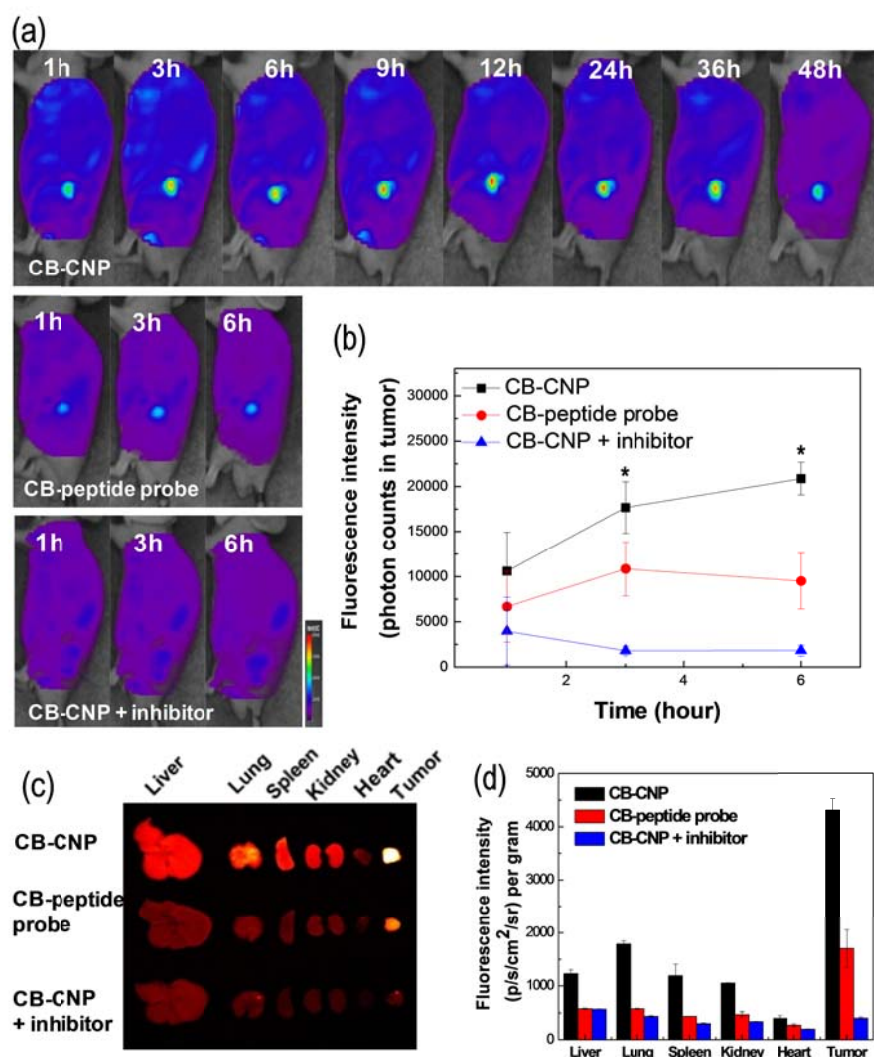 (a)
1h 3h 6h 9h 12h 24h 36h 48h
CB-CNP
1h 3h 6h
CB-peptide probe
1h 3h 6h
CB-CNP + inhibitor
(b)
CB-CNP
CB-peptide probe
CB-CNP + inhibitor
* *
Fluorescence intensity
(photon counts in tumor)
30000
25000
20000
15000
10000
5000
0
2 4 6
Time (hour)
(c)
Liver Lung Spleen Kidney Heart Tumor
CB-CNP
CB-peptide
probe
CB-CNP
+ inhibitor
(d)
CB-CNP
CB-peptide probe
CB-CNP + inhibitor
Fluorescence intensity
(p/s/cm²/sr) per gram
5000
4000
3000
2000
1000
0
Liver Lung Spleen Kidney Heart Tumor